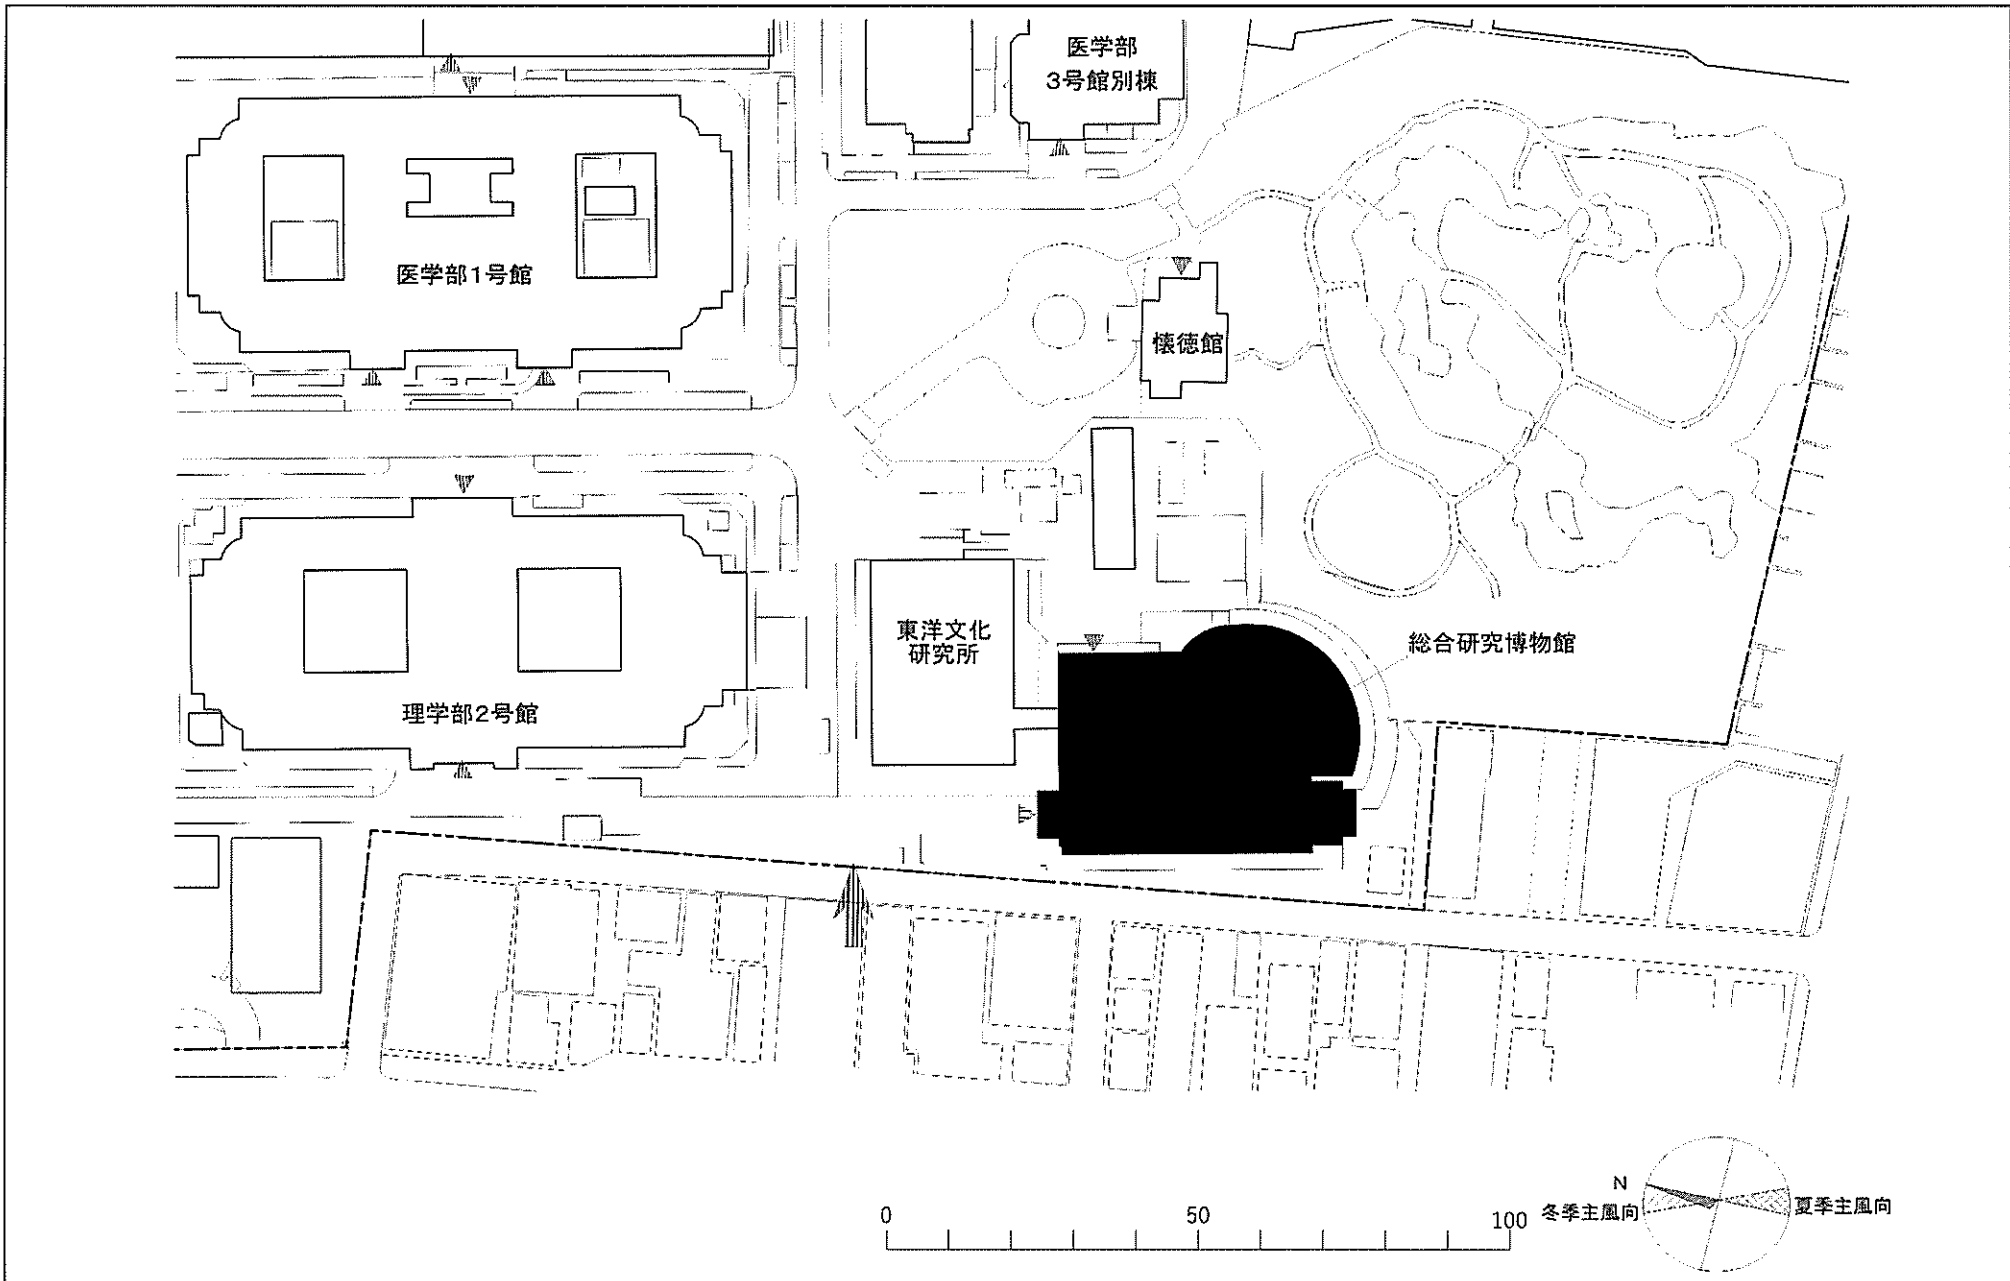 医学部
3号館別棟
医学部1号館
懐徳館
東洋文化
研究所
総合研究博物館
理学部2号館
0
50
100
N
冬季主風向
夏季主風向